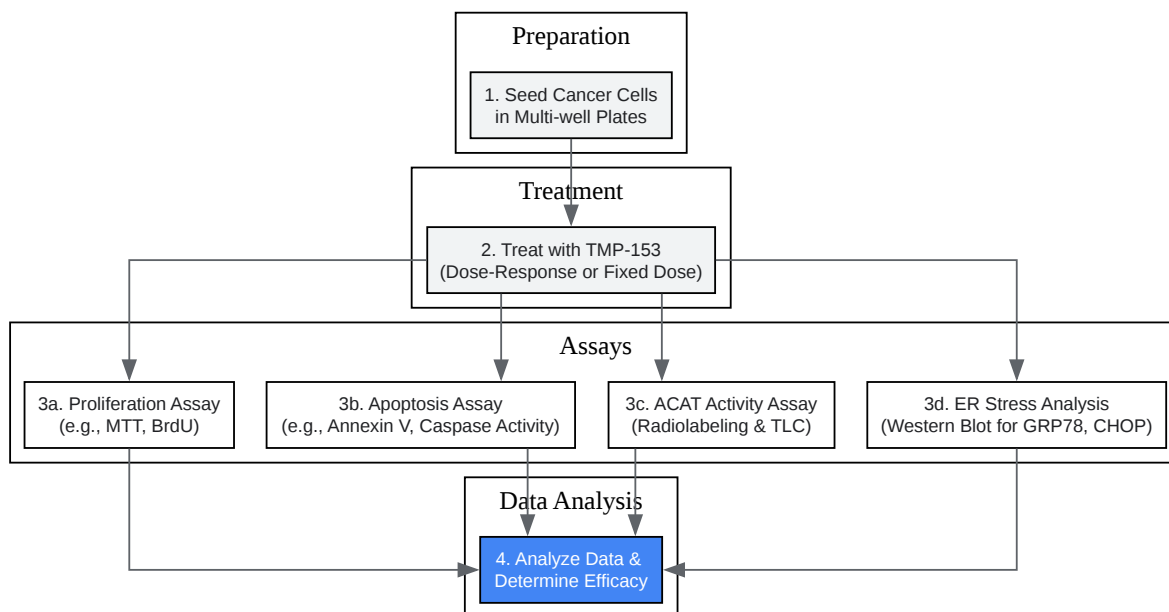 Preparation
1. Seed Cancer Cells
in Multi-well Plates
Treatment
2. Treat with TMP-153
(Dose-Response or Fixed Dose)
Assays
3a. Proliferation Assay
(e.g., MTT, BrdU)
3b. Apoptosis Assay
(e.g., Annexin V, Caspase Activity)
3c. ACAT Activity Assay
(Radiolabeling & TLC)
3d. ER Stress Analysis
(Western Blot for GRP78, CHOP)
Data Analysis
4. Analyze Data &
Determine Efficacy